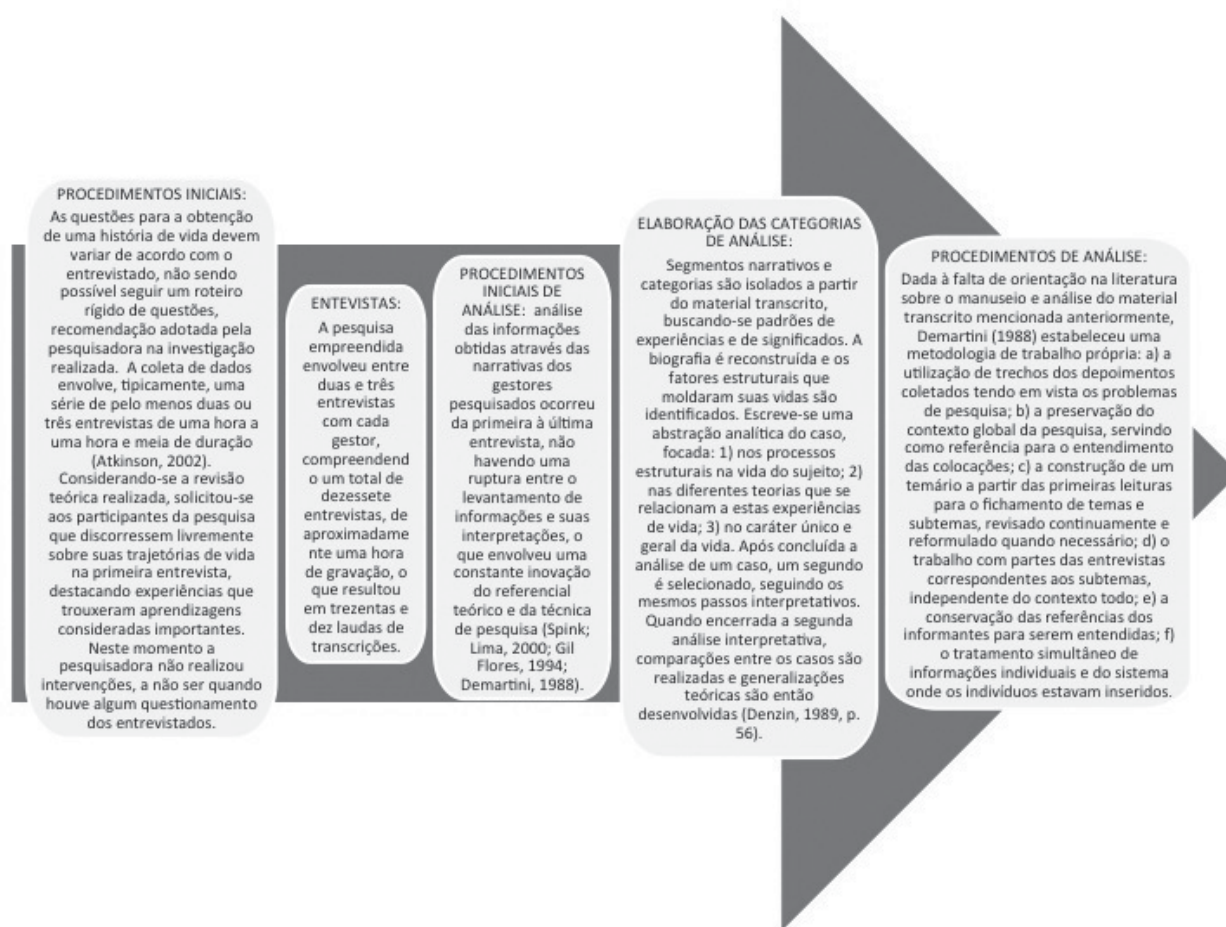 PROCEDIMENTOS INICIAIS:
As questões para a obtenção
de uma história de vida devem
variar de acordo com o
entrevistado, não sendo
possível seguir um roteiro
rígido de questões,
recomendação adotada pela
pesquisadora na investigação
realizada. A coleta de dados
envolve, tipicamente, uma
série de pelo menos duas ou
três entrevistas de uma hora a
uma hora e meia de duração
(Atkinson, 2002).
Considerando-se a revisão
teórica realizada, solicitou-se
aos participantes da pesquisa
que discorressem livremente
sobre suas trajetórias de vida
na primeira entrevista,
destacando experiências que
trouxeram aprendizagens
consideradas importantes.
Neste momento a
pesquisadora não realizou
intervenções, a não ser quando
houve algum questionamento
dos entrevistados.
ENTEVISTAS:
A pesquisa
empreendida
envolveu entre
duas e três
entrevistas
com cada
gestor,
compreendend
o um total de
dezessete
entrevistas, de
aproximadame
nte uma hora
de gravação, o
que resultou
em trezentas e
dez laudas de
transcrições.
PROCEDIMENTOS
INICIAIS DE
ANÁLISE: análise
das informações
obtidas através das
narrativas dos
gestores
pesquisados ocorreu
da primeira à última
entrevista, não
havendo uma
ruptura entre o
levantamento de
informações e suas
interpretações, o
que envolveu uma
constante inovação
do referencial
teórico e da técnica
de pesquisa (Spink;
Lima, 2000; Gil
Flores, 1994;
Demartini, 1988).
ELABORAÇÃO DAS CATEGORIAS
DE ANÁLISE:
Segmentos narrativos e
categorias são isolados a partir
do material transcrito,
buscando-se padrões de
experiências e de significados. A
biografia é reconstruída e os
fatores estruturais que
moldaram suas vidas são
identificados. Escreve-se uma
abstração analítica do caso,
focada: 1) nos processos
estruturais na vida do sujeito; 2)
nas diferentes teorias que se
relacionam a estas experiências
de vida; 3) no caráter único e
geral da vida. Após concluída a
análise de um caso, um segundo
é selecionado, seguindo os
mesmos passos interpretativos.
Quando encerrada a segunda
análise interpretativa,
comparações entre os casos são
realizadas e generalizações
teóricas são então
desenvolvidas (Denzin, 1989, p.
56).
PROCEDIMENTOS DE ANÁLISE:
Dada à falta de orientação na literatura
sobre o manuseio e análise do material
transcrito mencionada anteriormente,
Demartini (1988) estabeleceu uma
metodologia de trabalho própria: a) a
utilização de trechos dos depoimentos
coletados tendo em vista os problemas
de pesquisa; b) a preservação do
contexto global da pesquisa, servindo
como referência para o entendimento
das colocações; c) a construção de um
temário a partir das primeiras leituras
para o fichamento de temas e
subtemas, revisado continuamente e
reformulado quando necessário; d) o
trabalho com partes das entrevistas
correspondentes aos subtemas,
independente do contexto todo; e) a
conservação das referências dos
informantes para serem entendidas; f)
o tratamento simultâneo de
informações individuais e do sistema
onde os indivíduos estavam inseridos.